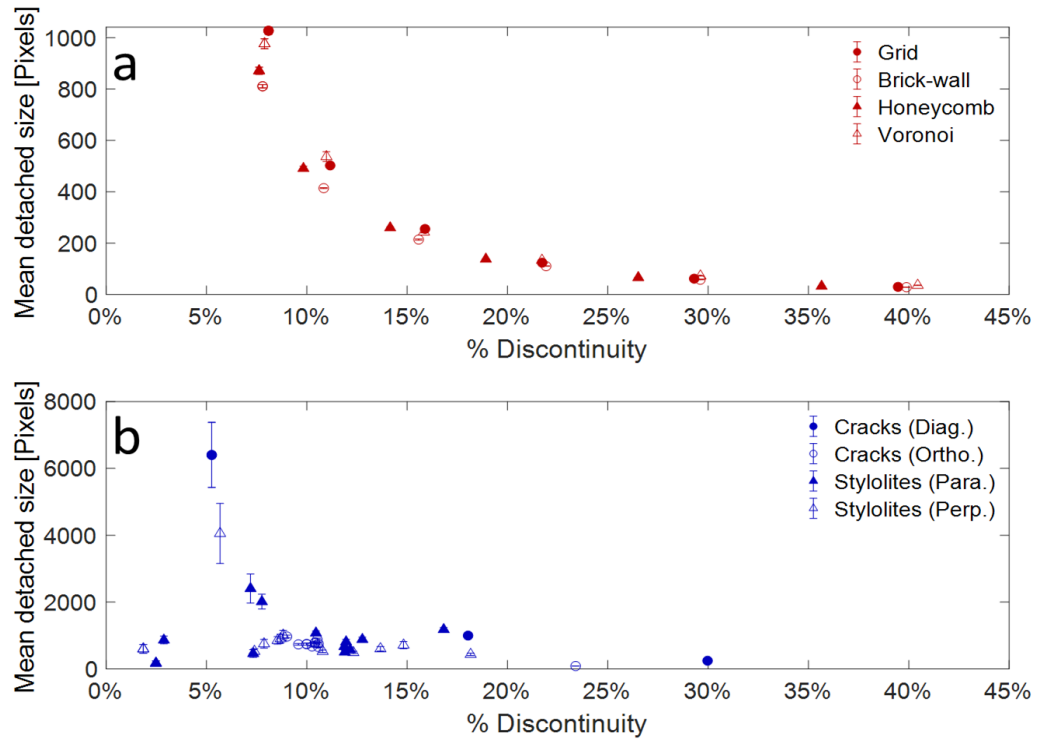 a
Mean detached size [Pixels]
1000
800
600
400
200
0
Grid
Brick-wall
Honeycomb
Voronoi
0% 5% 10% 15% 20% 25% 30% 35% 40% 45%
% Discontinuity
b
Mean detached size [Pixels]
8000
6000
4000
2000
0
Cracks (Diag.)
Cracks (Ortho.)
Stylolites (Para.)
Stylolites (Perp.)
0% 5% 10% 15% 20% 25% 30% 35% 40% 45%
% Discontinuity